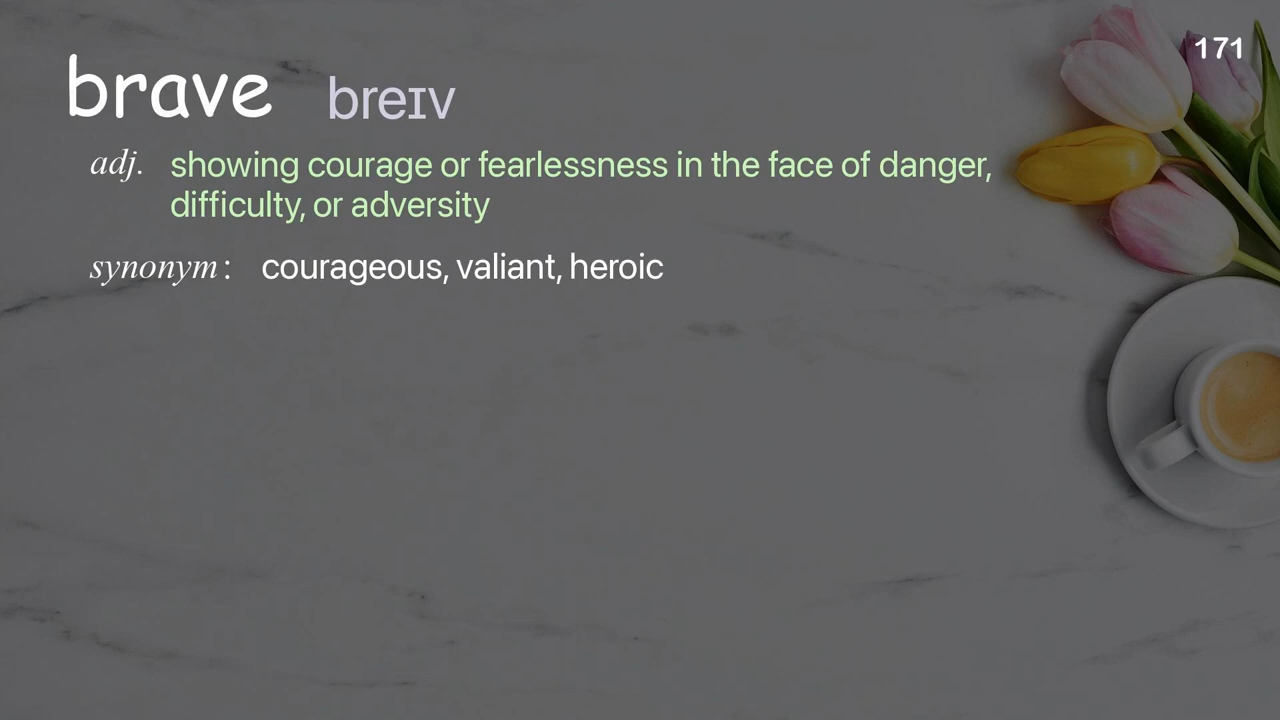 171
brave breɪv
adj. showing courage or fearlessness in the face of danger,
difficulty, or adversity
synonym: courageous, valiant, heroic